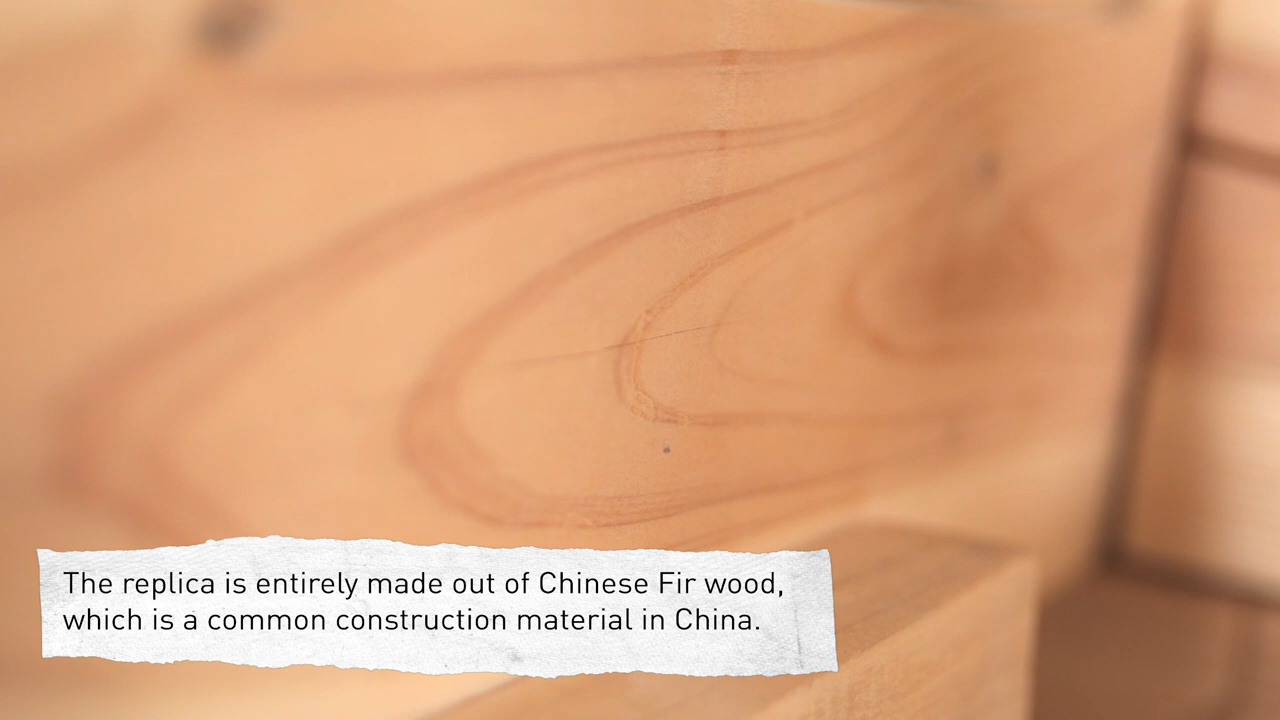 The replica is entirely made out of Chinese Fir wood,
which is a common construction material in China.